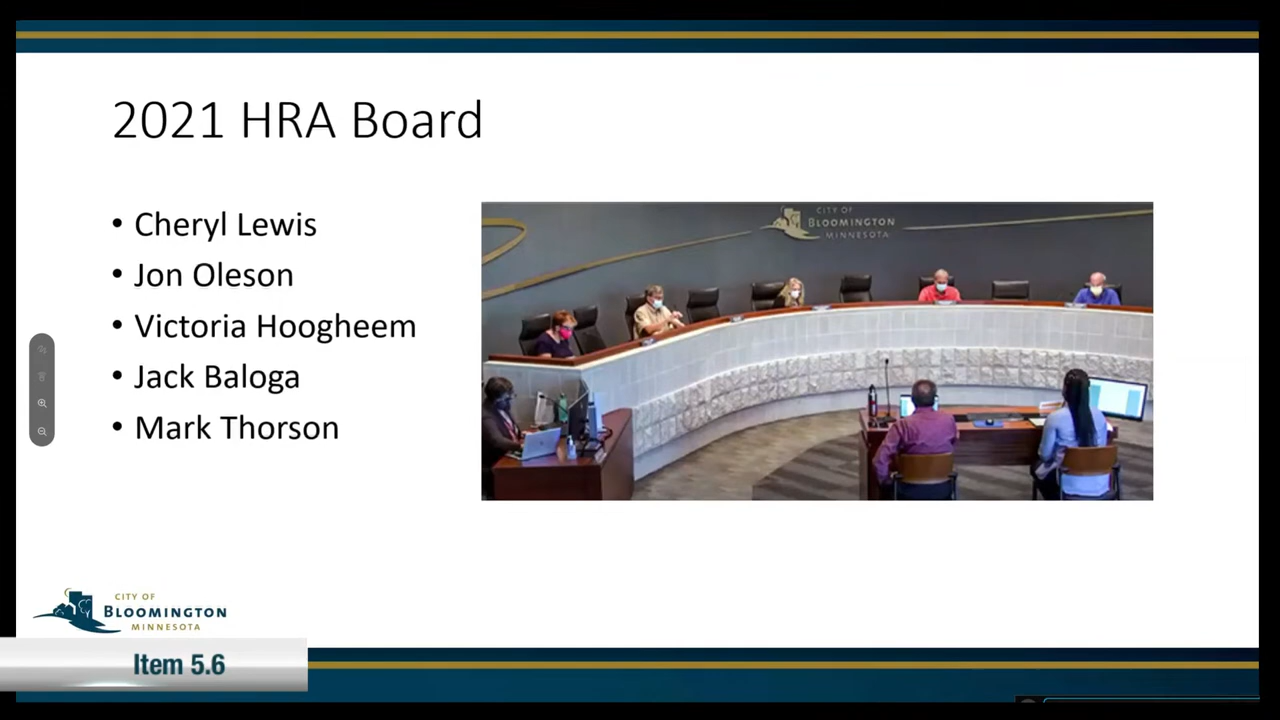 2021 HRA Board
• Cheryl Lewis
• Jon Oleson
• Victoria Hoogheem
• Jack Baloga
• Mark Thorson
CITY OF
BLOOMINGTON
MINNESOTA
CITY OF
BLOOMINGTON
MINNESOTA
Item 5.6